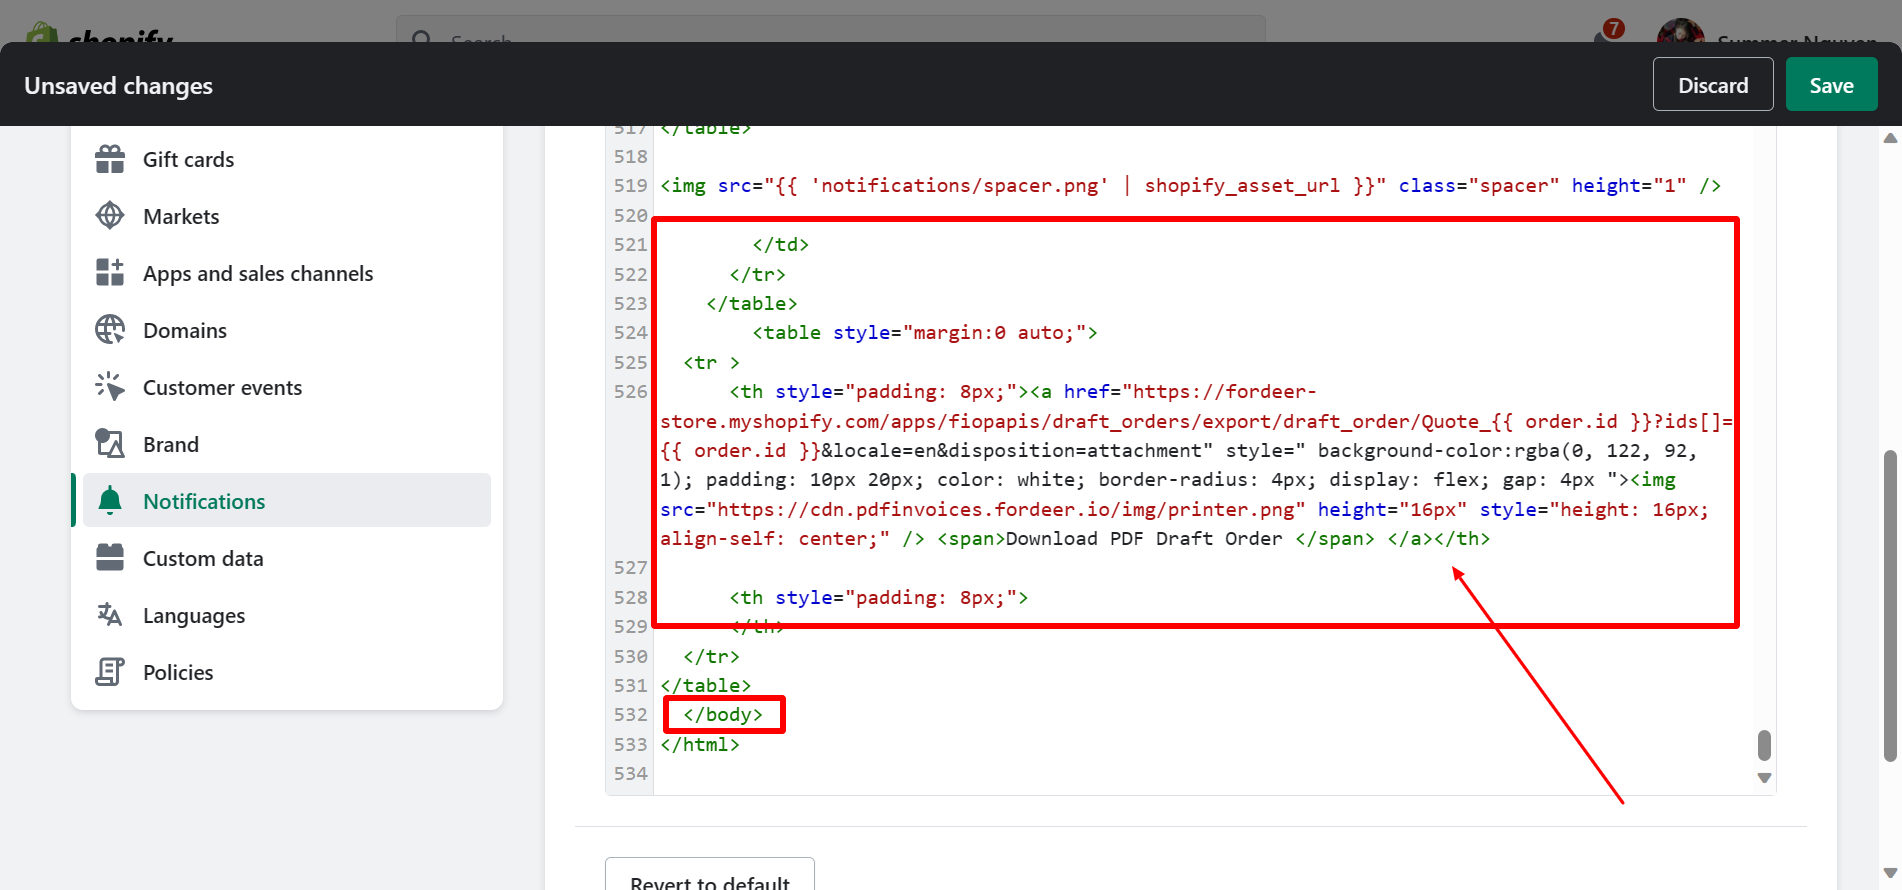 shopify
Search
7
Summer Nguyen
Unsaved changes
Discard
Save
Gift cards
Markets
Apps and sales channels
Domains
Customer events
Brand
Notifications
Custom data
Languages
Policies
517 </table>
518
519 <img src="{{ 'notifications/spacer.png' | shopify_asset_url }}" class="spacer" height="1" />
520
521 </td>
522 </tr>
523 </table>
524 <table style="margin:0 auto;">
525 <tr >
526 <th style="padding: 8px;"><a href="https://fordeer-
store.myshopify.com/apps/fiopapis/draft_orders/export/draft_order/Quote_{{ order.id }}?ids[]=
{{ order.id }}&locale=en&disposition=attachment" style=" background-color:rgba(0, 122, 92,
1); padding: 10px 20px; color: white; border-radius: 4px; display: flex; gap: 4px "><img
src="https://cdn.pdfinvoices.fordeer.io/img/printer.png" height="16px" style="height: 16px;
align-self: center;" /> <span>Download PDF Draft Order </span> </a></th>
527
528 <th style="padding: 8px;">
529 </th>
530 </tr>
531 </table>
532 </body>
533 </html>
534
Revert to default